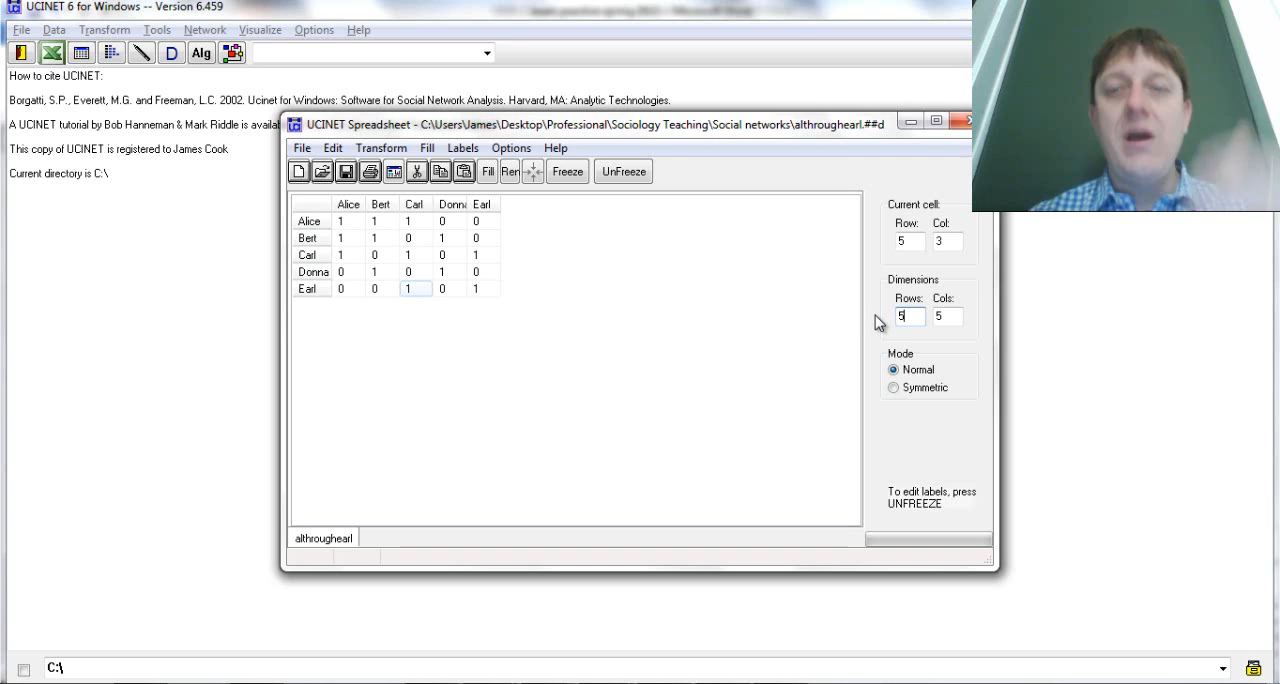 UCINET 6 for Windows -- Version 6.459
File Data Transform Tools Network Visualize Options Help
D Alg
How to cite UCINET:
Borgatti, S.P., Everett, M.G. and Freeman, L.C. 2002. Ucinet for Windows: Software for Social Network Analysis. Harvard, MA: Analytic Technologies.
A UCINET tutorial by Bob Hanneman & Mark Riddle is availa
This copy of UCINET is registered to James Cook
Current directory is C:\
UCINET Spreadsheet - C:\Users\James\Desktop\Professional\Sociology Teaching\Social networks\althroughearl.##d
File Edit Transform Fill Labels Options Help
Fill Ren Freeze UnFreeze
Alice Bert Carl Donna Earl
Alice 1 1 1 0 0
Bert 1 1 0 1 0
Carl 1 0 1 0 1
Donna 0 1 0 1 0
Earl 0 0 1 0 1
Current cell:
Row: Col:
5 3
Dimensions
Rows: Cols:
5 5
Mode
Normal
Symmetric
To edit labels, press
UNFREEZE
althroughearl
C:\